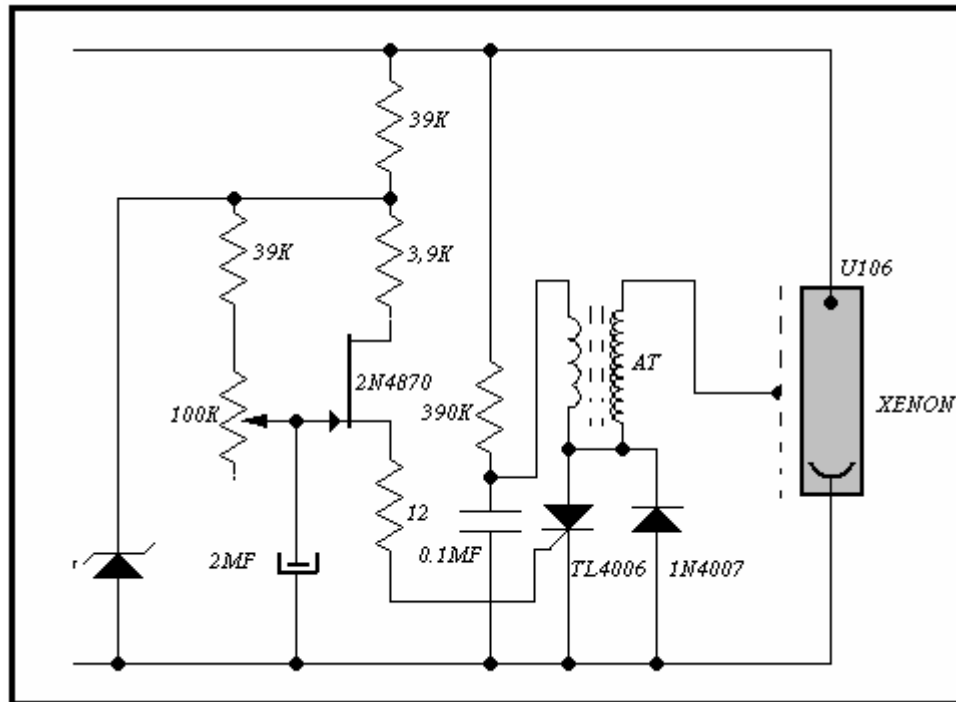 39K
39K
3,9K
U106
2N4870
AT
100K
390K
XENON
12
2MF
0.1MF
TL4006
1N4007